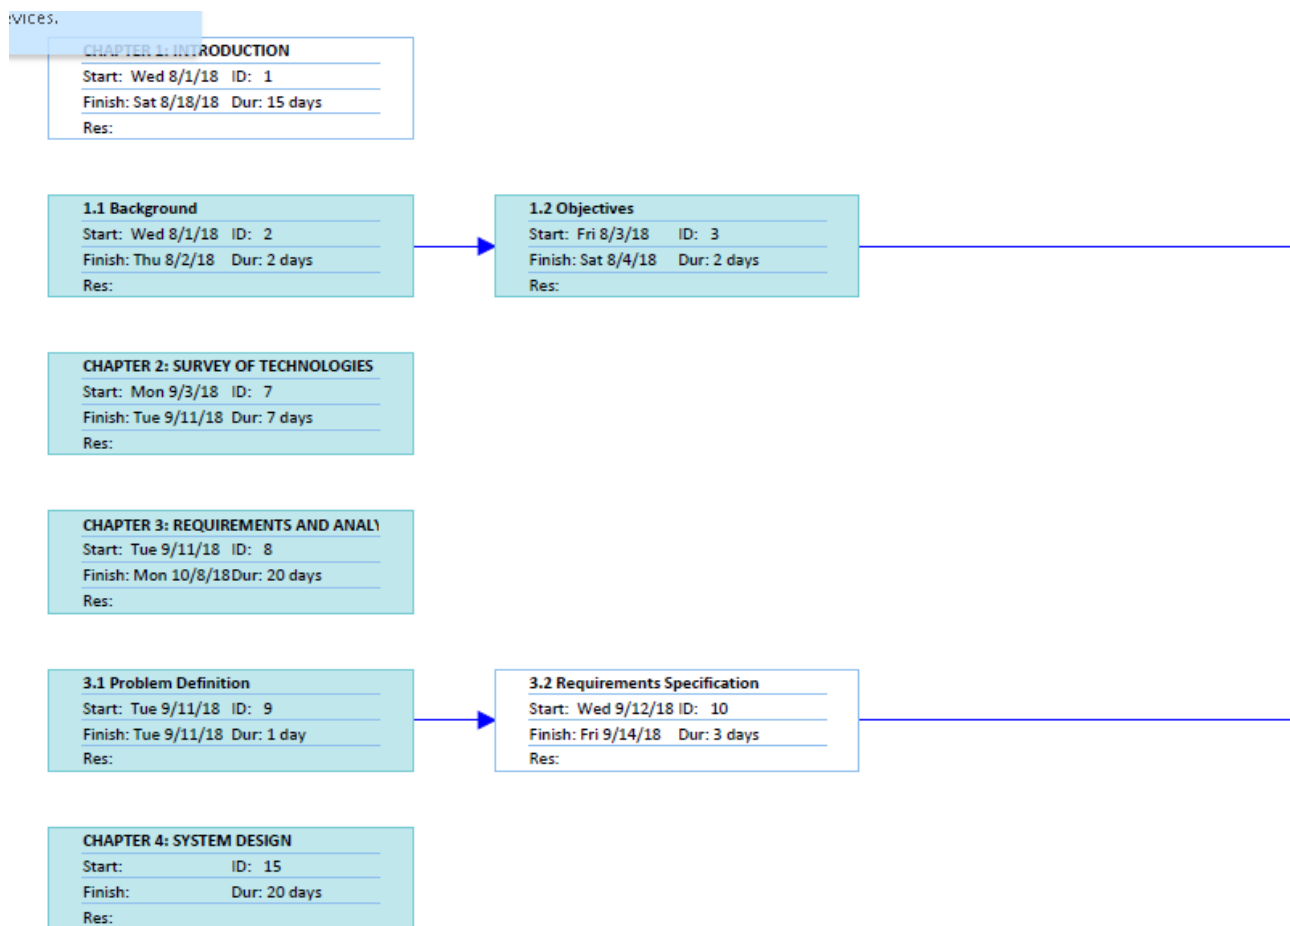 evices.
CHAPTER 1: INTRODUCTION
Start: Wed 8/1/18 ID: 1
Finish: Sat 8/18/18 Dur: 15 days
Res:
1.1 Background
Start: Wed 8/1/18 ID: 2
Finish: Thu 8/2/18 Dur: 2 days
Res:
1.2 Objectives
Start: Fri 8/3/18 ID: 3
Finish: Sat 8/4/18 Dur: 2 days
Res:
CHAPTER 2: SURVEY OF TECHNOLOGIES
Start: Mon 9/3/18 ID: 7
Finish: Tue 9/11/18 Dur: 7 days
Res:
CHAPTER 3: REQUIREMENTS AND ANALY
Start: Tue 9/11/18 ID: 8
Finish: Mon 10/8/18Dur: 20 days
Res:
3.1 Problem Definition
Start: Tue 9/11/18 ID: 9
Finish: Tue 9/11/18 Dur: 1 day
Res:
3.2 Requirements Specification
Start: Wed 9/12/18 ID: 10
Finish: Fri 9/14/18 Dur: 3 days
Res:
CHAPTER 4: SYSTEM DESIGN
Start: ID: 15
Finish: Dur: 20 days
Res: